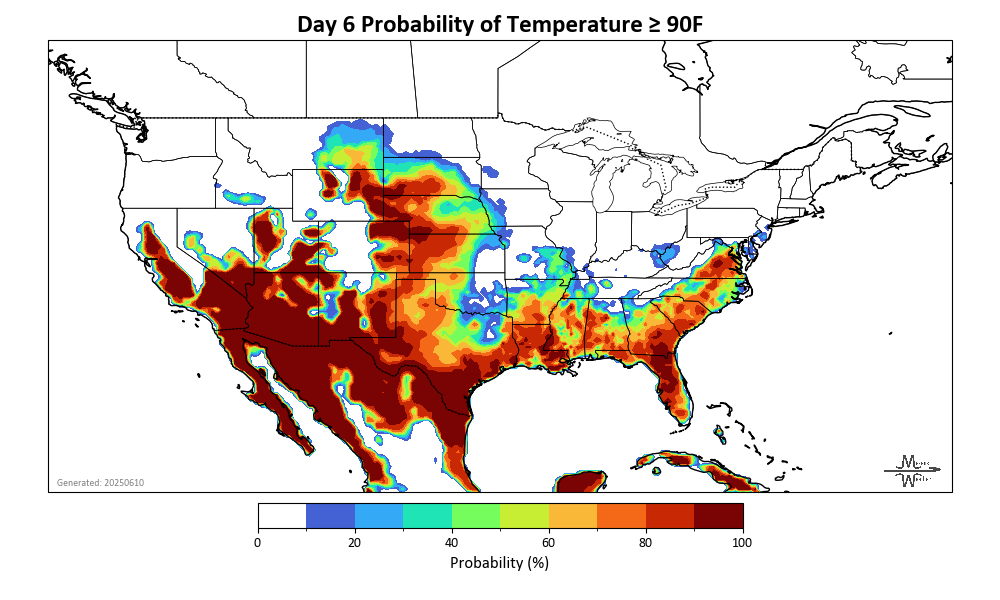 Day 6 Probability of Temperature ≥ 90F
Generated: 20250610
0 20 40 60 80 100
Probability (%)